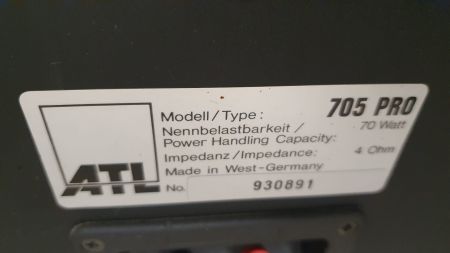 ATL
Modell/Type: 705 PRO
Nennbelastbarkeit/
Power Handling Capacity: 70 Watt
Impedanz/Impedance: 4 Ohm
Made in West-Germany
No. 930891